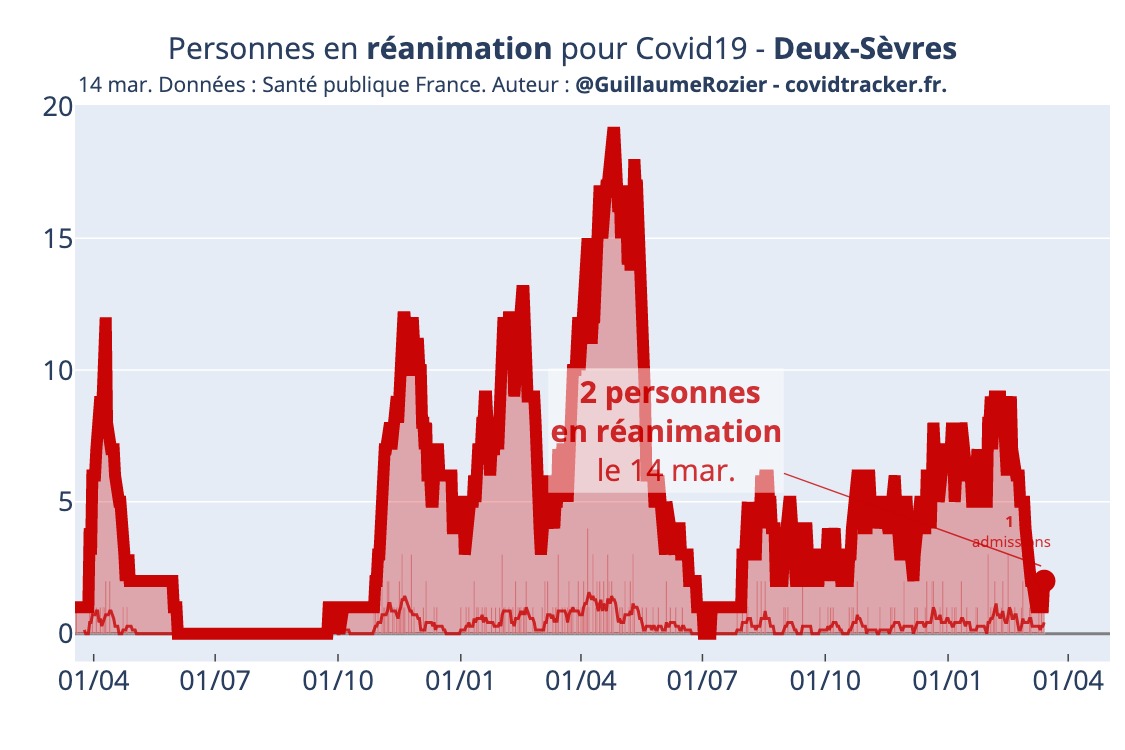 Personnes en réanimation pour Covid19 - Deux-Sèvres
14 mar. Données : Santé publique France. Auteur : @GuillaumeRozier - covidtracker.fr.
20
15
10
5
0
2 personnes
en réanimation
le 14 mar.
1
admissions
01/04
01/07
01/10
01/01
01/04
01/07
01/10
01/01
01/04